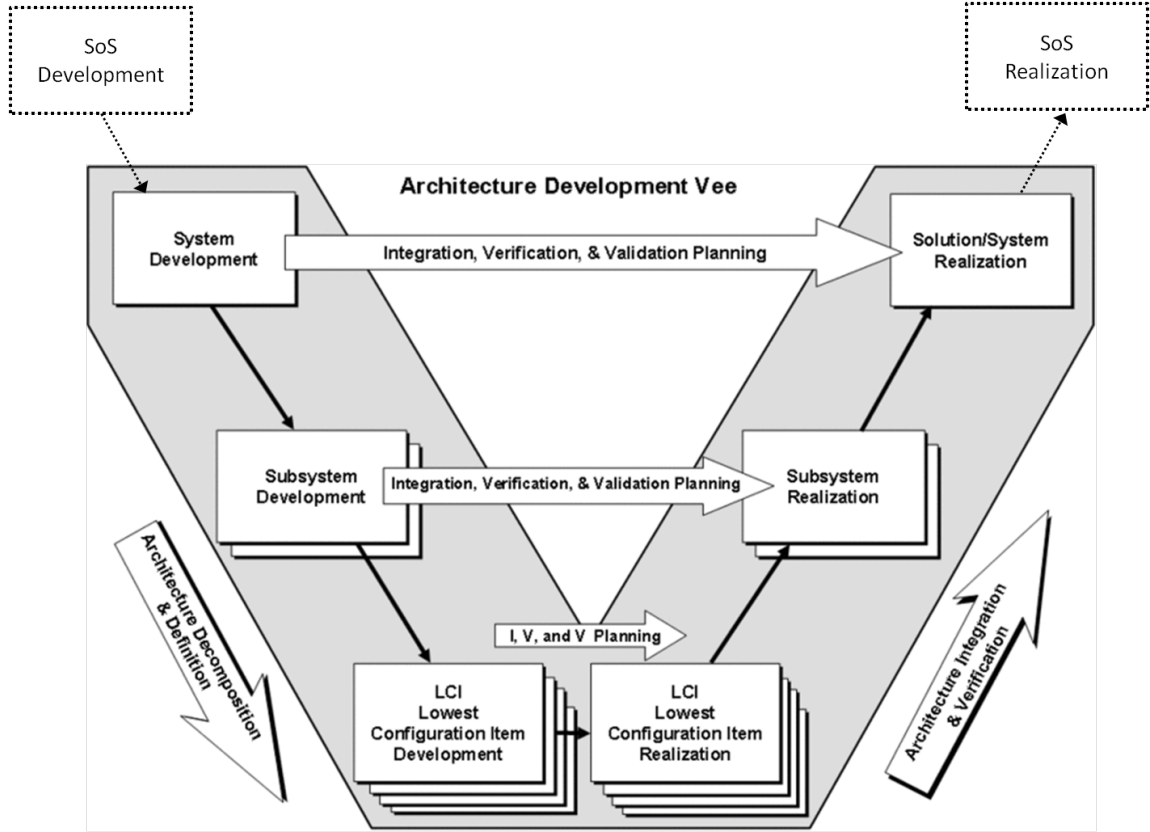 SoS
Development
SoS
Realization
Architecture Development Vee
System
Development
Integration, Verification, & Validation Planning
Solution/System
Realization
Subsystem
Development
Integration, Verification, & Validation Planning
Subsystem
Realization
Architecture Decomposition
& Definition
I, V, and V Planning
Architecture Integration
& Verification
LCI
Lowest
Configuration Item
Development
LCI
Lowest
Configuration Item
Realization